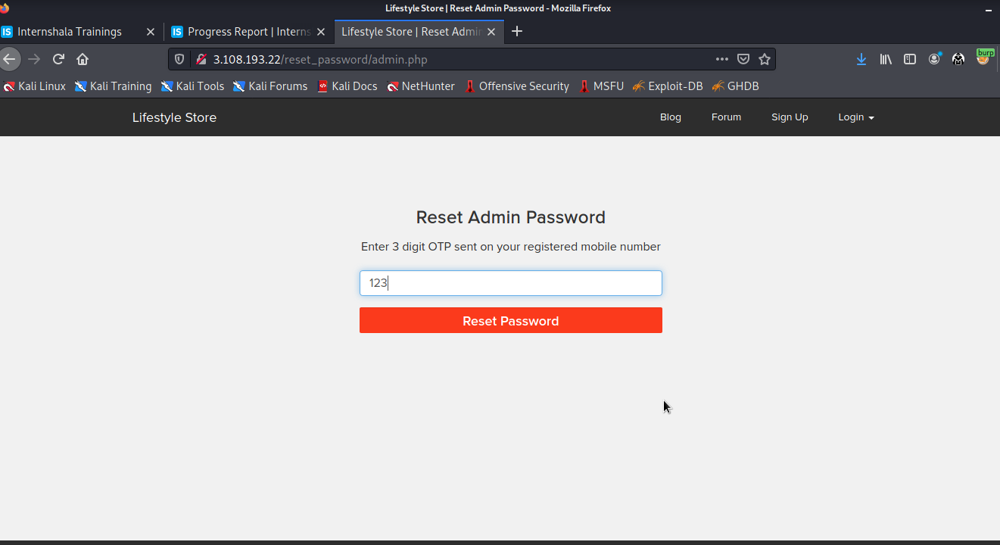 Lifestyle Store | Reset Admin Password - Mozilla Firefox
Internshala Trainings Progress Report | Interns Lifestyle Store | Reset Admin
3.108.193.22/reset_password/admin.php burp
Kali Linux Kali Training Kali Tools Kali Forums Kali Docs NetHunter Offensive Security MSFU Exploit-DB GHDB
Lifestyle Store Blog Forum Sign Up Login
Reset Admin Password
Enter 3 digit OTP sent on your registered mobile number
123
Reset Password